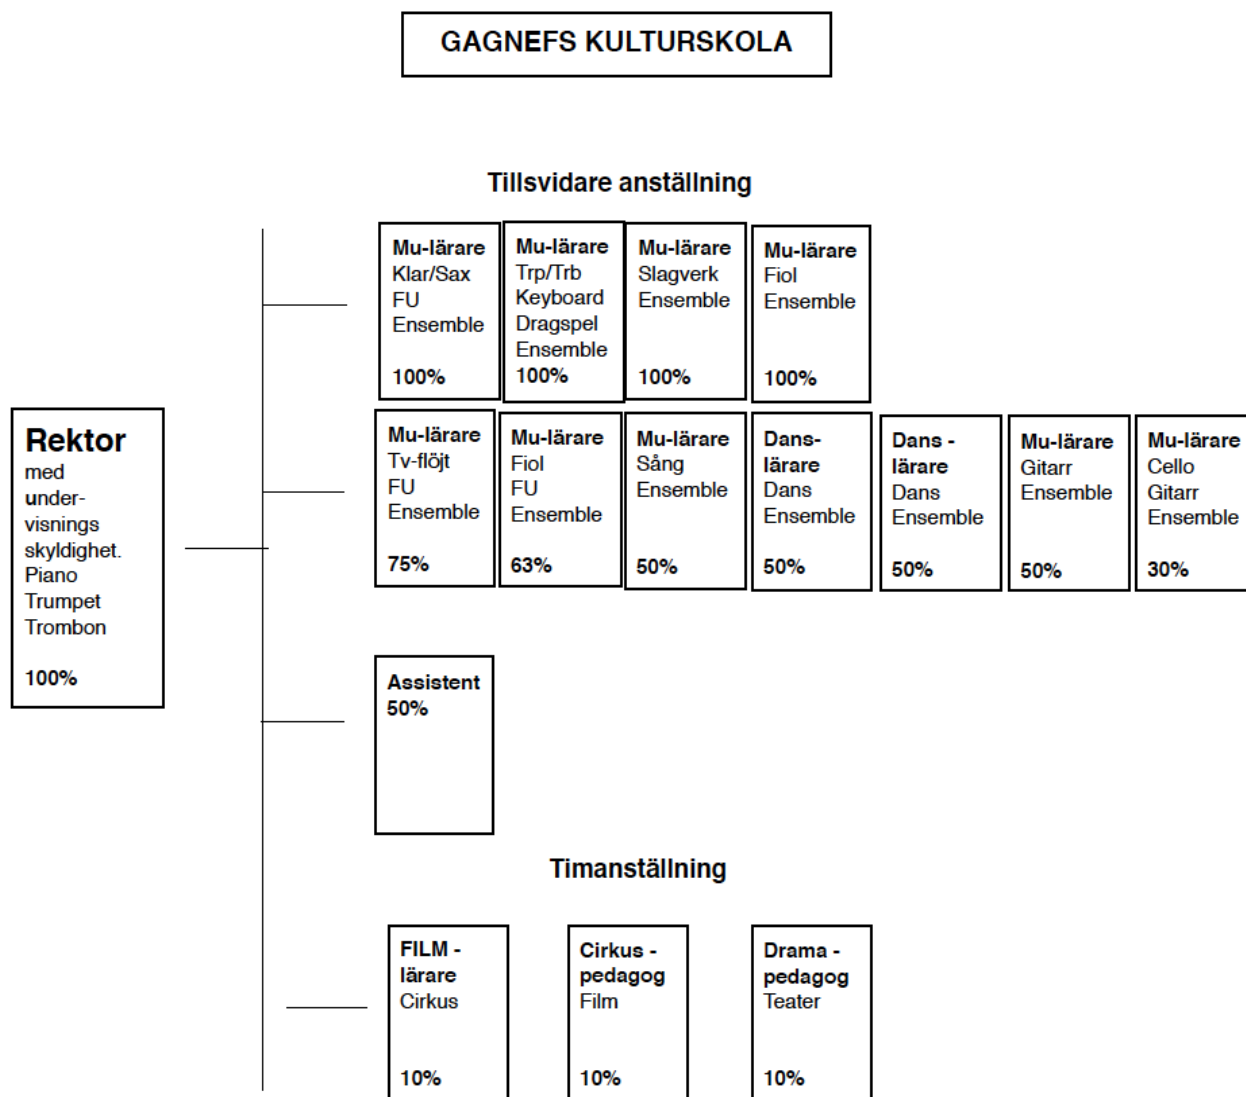 GAGNEFS KULTURSKOLA
Tillsvidare anställning
Mu-lärare
Klar/Sax
FU
Ensemble
100%
Mu-lärare
Trp/Trb
Keyboard
Dragspel
Ensemble
100%
Mu-lärare
Slagverk
Ensemble
100%
Mu-lärare
Fiol
Ensemble
100%
Rektor
med
under-
visnings
skyldighet.
Piano
Trumpet
Trombon
100%
Mu-lärare
Tv-flöjt
FU
Ensemble
75%
Mu-lärare
Fiol
FU
Ensemble
63%
Mu-lärare
Sång
Ensemble
50%
Dans-
lärare
Dans
Ensemble
50%
Dans -
lärare
Dans
Ensemble
50%
Mu-lärare
Gitarr
Ensemble
50%
Mu-lärare
Cello
Gitarr
Ensemble
30%
Assistent
50%
Timanställning
FILM -
lärare
Cirkus
10%
Cirkus -
pedagog
Film
10%
Drama -
pedagog
Teater
10%